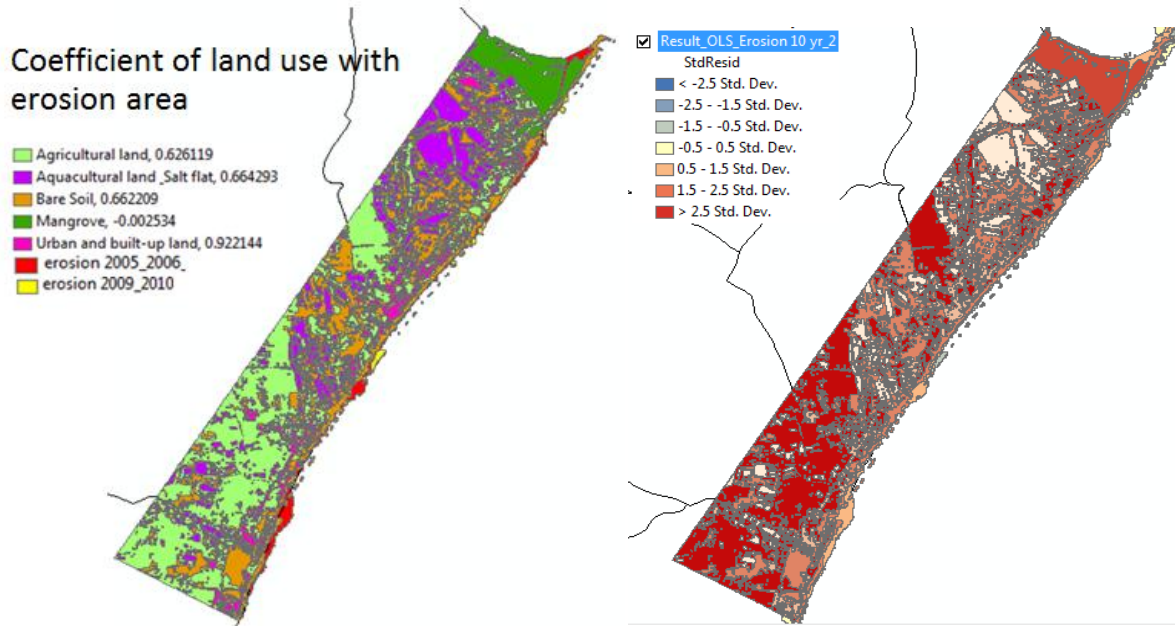 Coefficient of land use with
erosion area
Agricultural land, 0.626119
Aquacultural land _Salt flat, 0.664293
Bare Soil, 0.662209
Mangrove, -0.002534
Urban and built-up land, 0.922144
erosion 2005_2006_
erosion 2009_2010
Result_OLS_Erosion 10 yr_2
StdResid
< -2.5 Std. Dev.
-2.5 - -1.5 Std. Dev.
-1.5 - -0.5 Std. Dev.
-0.5 - 0.5 Std. Dev.
0.5 - 1.5 Std. Dev.
1.5 - 2.5 Std. Dev.
> 2.5 Std. Dev.